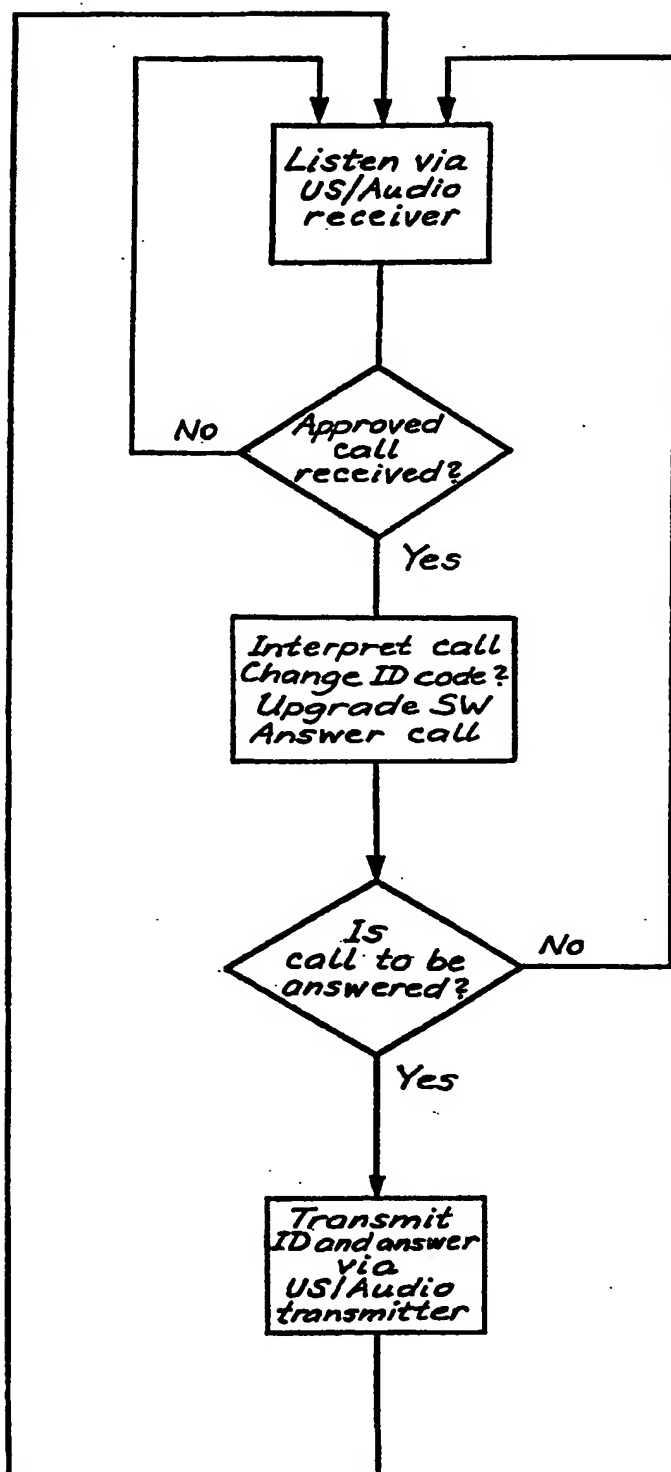 Listen via
US/Audio
receiver
No
Approved
call
received?
Yes
Interpret call
Change ID code?
Upgrade SW
Answer call
Is
call to be
answered?
No
Yes
Transmit
ID and answer
via
US/Audio
transmitter